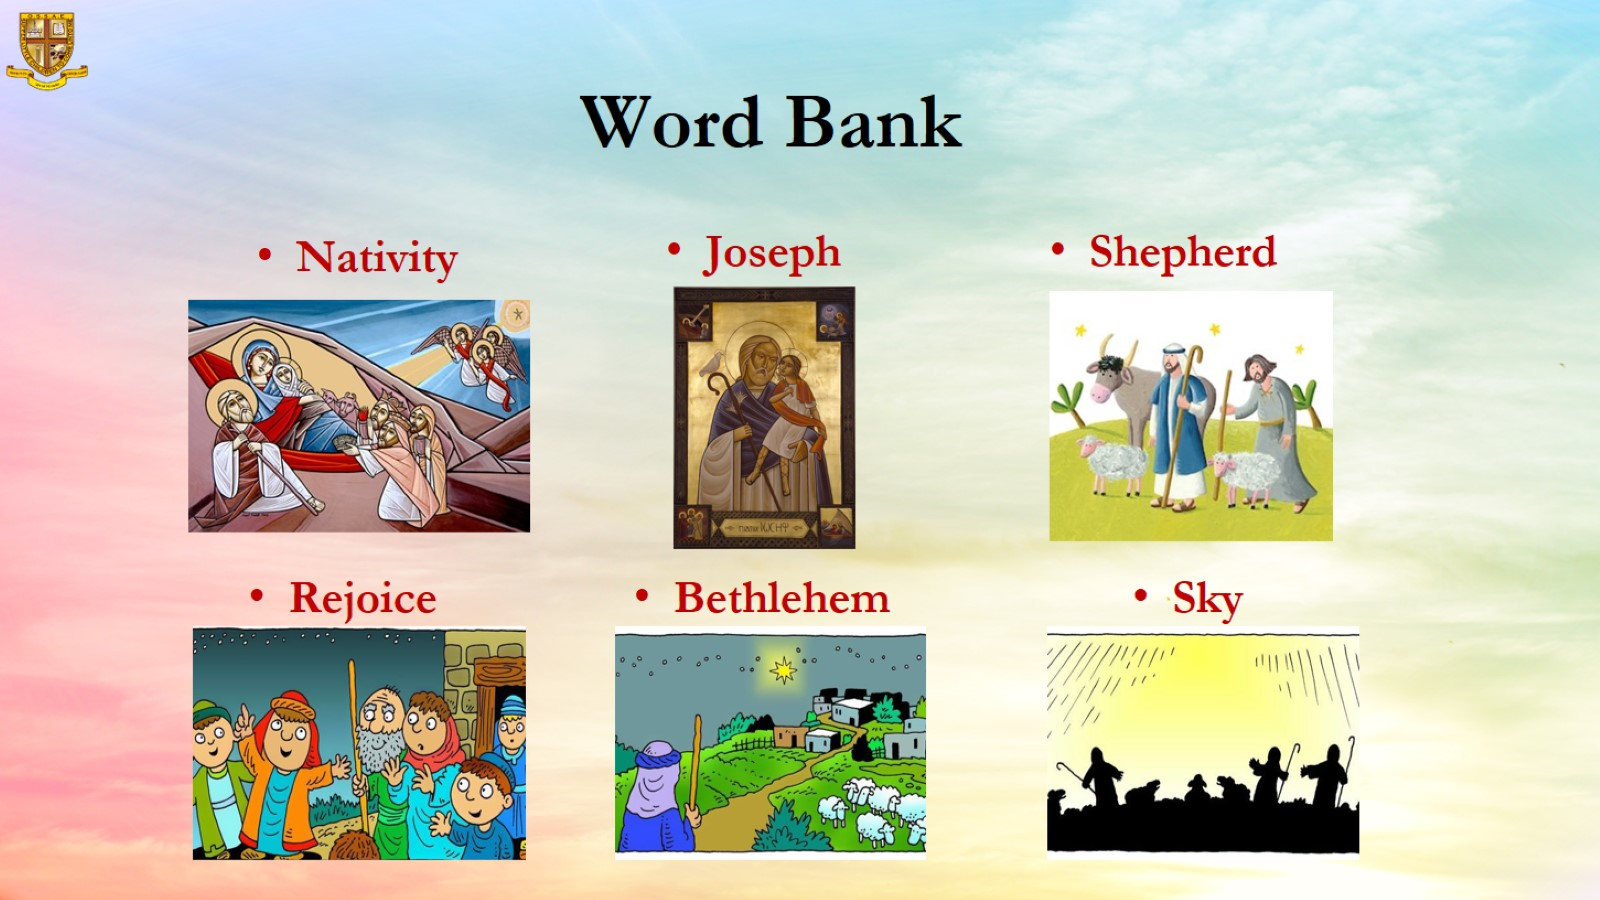 Word Bank
• Nativity
• Joseph
• Shepherd
• Rejoice
• Bethlehem
• Sky